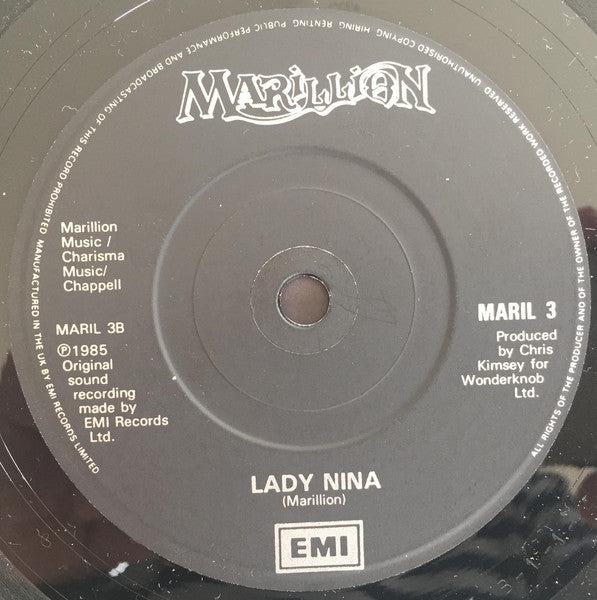 MARILLION
Marillion
Music /
Charisma
Music/
Chappell
MARIL 3B
℗1985
Original
sound
recording
made by
EMI Records
Ltd.
MARIL 3
Produced
by Chris
Kimsey for
Wonderknob
Ltd.
LADY NINA
(Marillion)
EMI
ALL RIGHTS OF THE PRODUCER AND OF THE OWNER OF THE RECORDED WORK RESERVED UNAUTHORISED COPYING HIRING RENTING PUBLIC PERFORMANCE AND BROADCASTING OF THIS RECORD PROHIBITED MANUFACTURED IN THE UK BY EMI RECORDS LIMITED